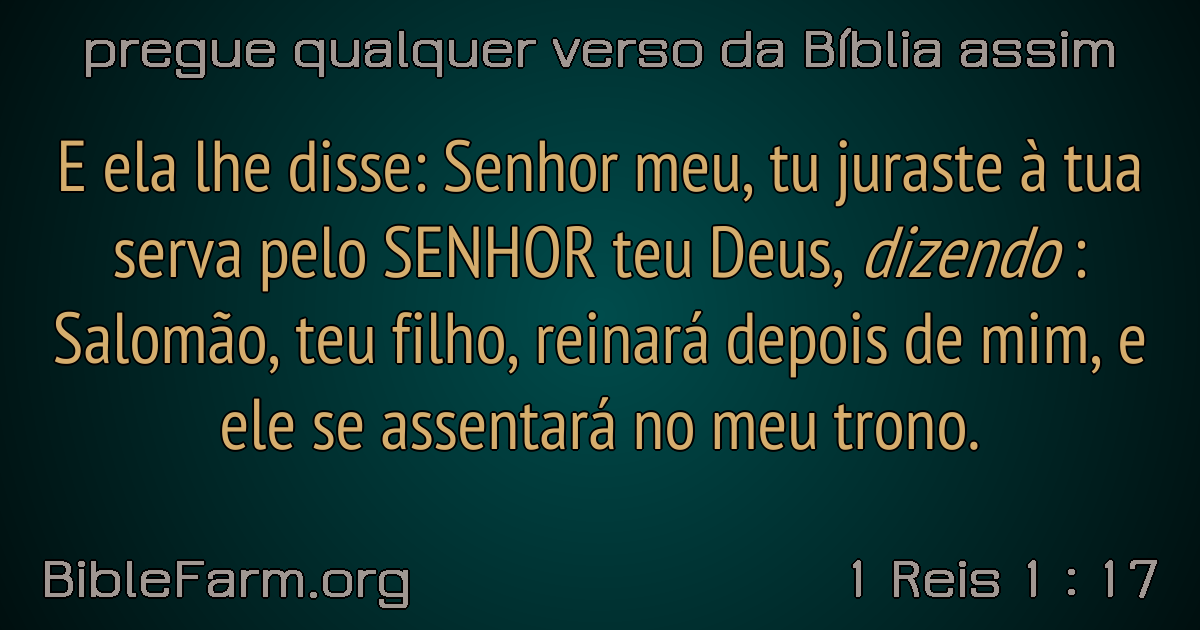 pregue qualquer verso da Bíblia assim
E ela lhe disse: Senhor meu, tu juraste à tua
serva pelo SENHOR teu Deus, dizendo :
Salomão, teu filho, reinará depois de mim, e
ele se assentará no meu trono.
BibleFarm.org
1 Reis 1 : 17